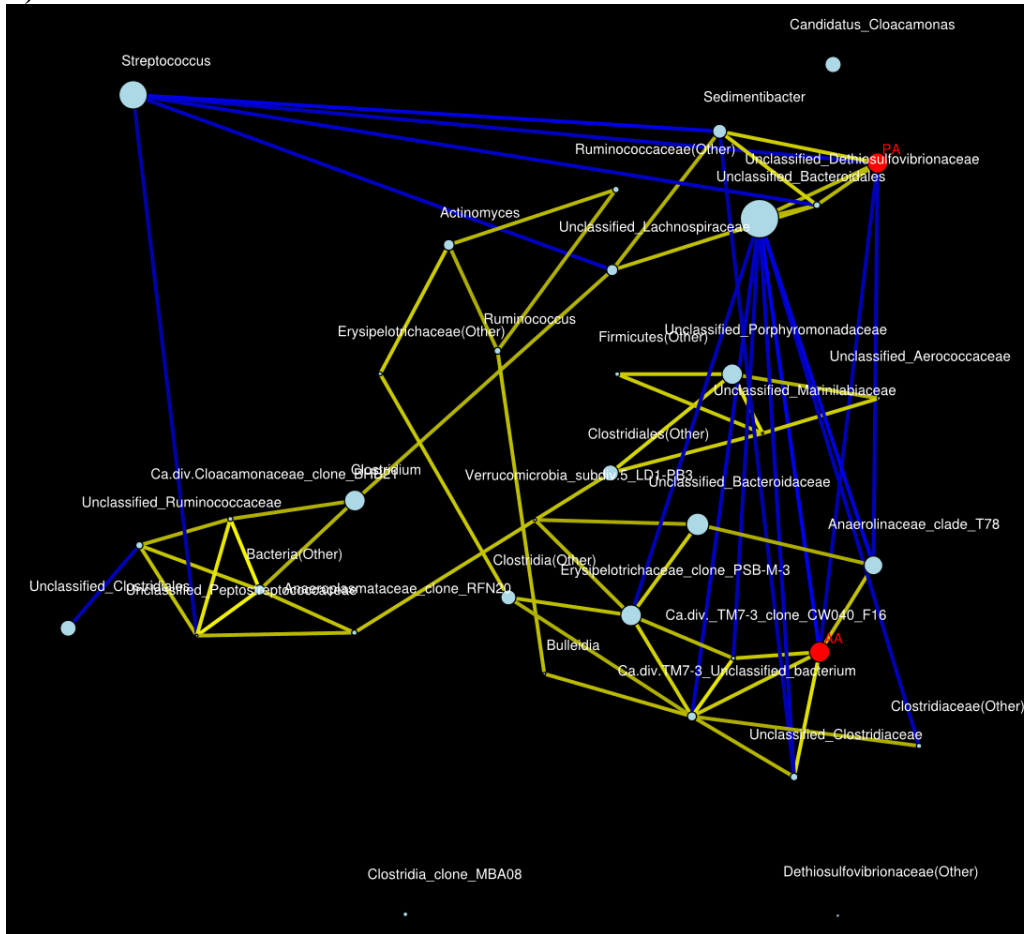 Candidatus_Cloacamonas
Streptococcus
Sedimentibacter
Ruminococcaceae(Other)
PA
Unclassified_Dethiosulfovibrionaceae
Unclassified_Bacteroidales
Actinomyces
Unclassified_Lachnospiraceae
Ruminococcus
Erysipelotrichaceae(Other)
Unclassified_Porphyromonadaceae
Firmicutes(Other)
Unclassified_Aerococcaceae
Unclassified_Marinilabiaceae
Clostridiales(Other)
Clostridium
Ca.div.Cloacamonaceae_clone_BHB21
Verrucomicrobia_subdiv.5_LD1-PB3
Unclassified_Bacteroidaceae
Unclassified_Ruminococcaceae
Anaerolinaceae_clade_T78
Bacteria(Other)
Clostridia(Other)
Erysipelotrichaceae_clone_PSB-M-3
Unclassified_Clostridiales
Unclassified_Peptostreptococcaceae
Anaeroplasmataceae_clone_RFN20
Ca.div._TM7-3_clone_CW040_F16
AA
Bulleidia
Ca.div.TM7-3_Unclassified_bacterium
Clostridiaceae(Other)
Unclassified_Clostridiaceae
Clostridia_clone_MBA08
Dethiosulfovibrionaceae(Other)